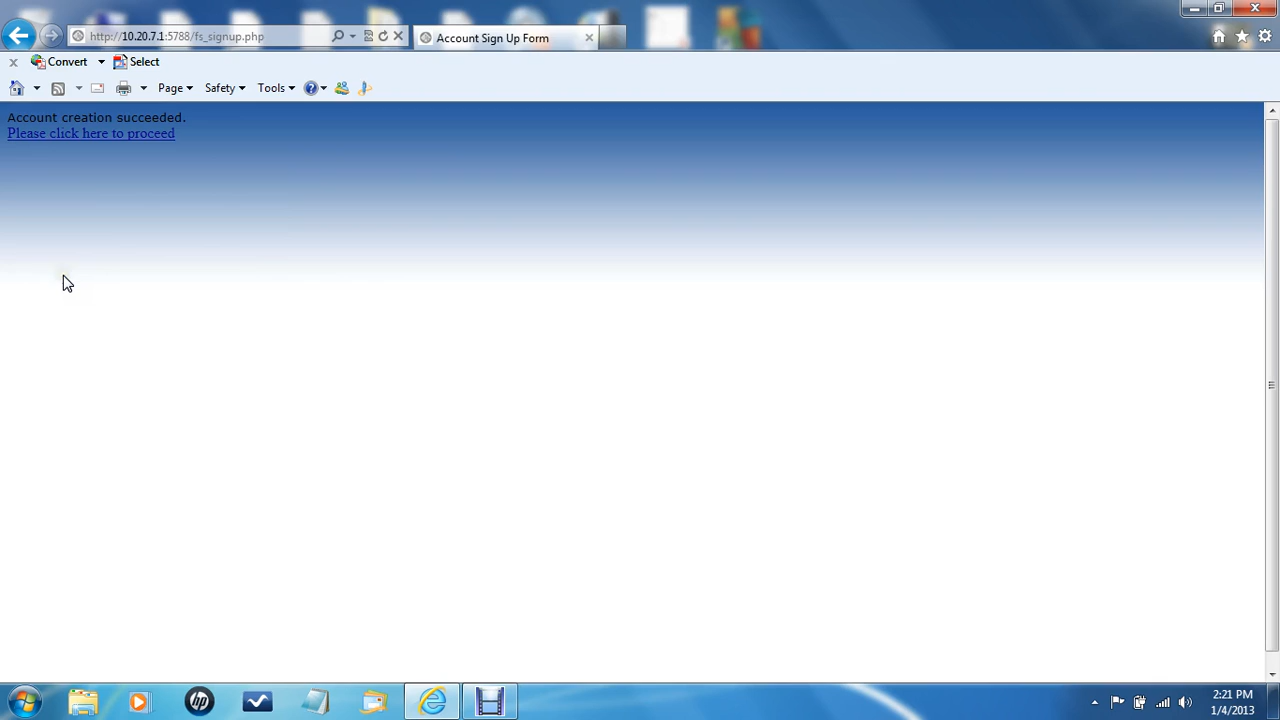 http://10.20.7.1:5788/fs_signup.php
Account Sign Up Form
Convert
Select
Page
Safety
Tools
Account creation succeeded.
Please click here to proceed
hp
2:21 PM
1/4/2013